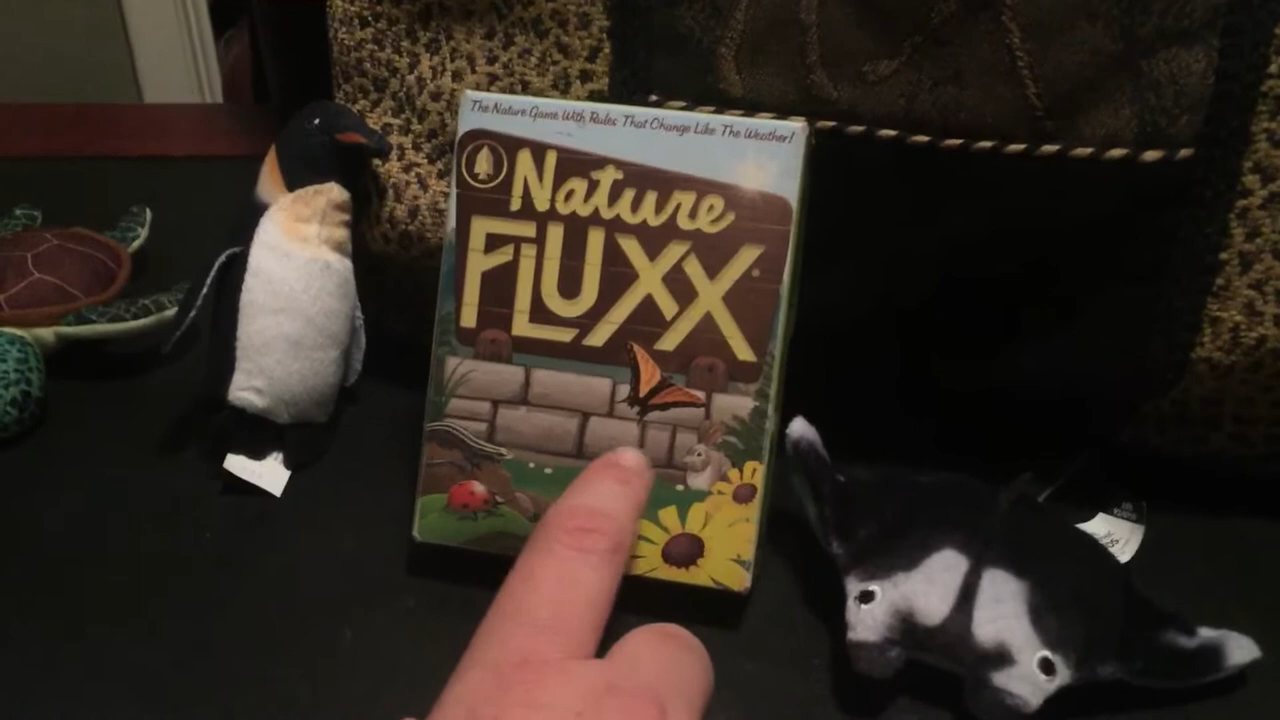 The Nature Game With Rules That Change Like The Weather!
Nature
FLUXX